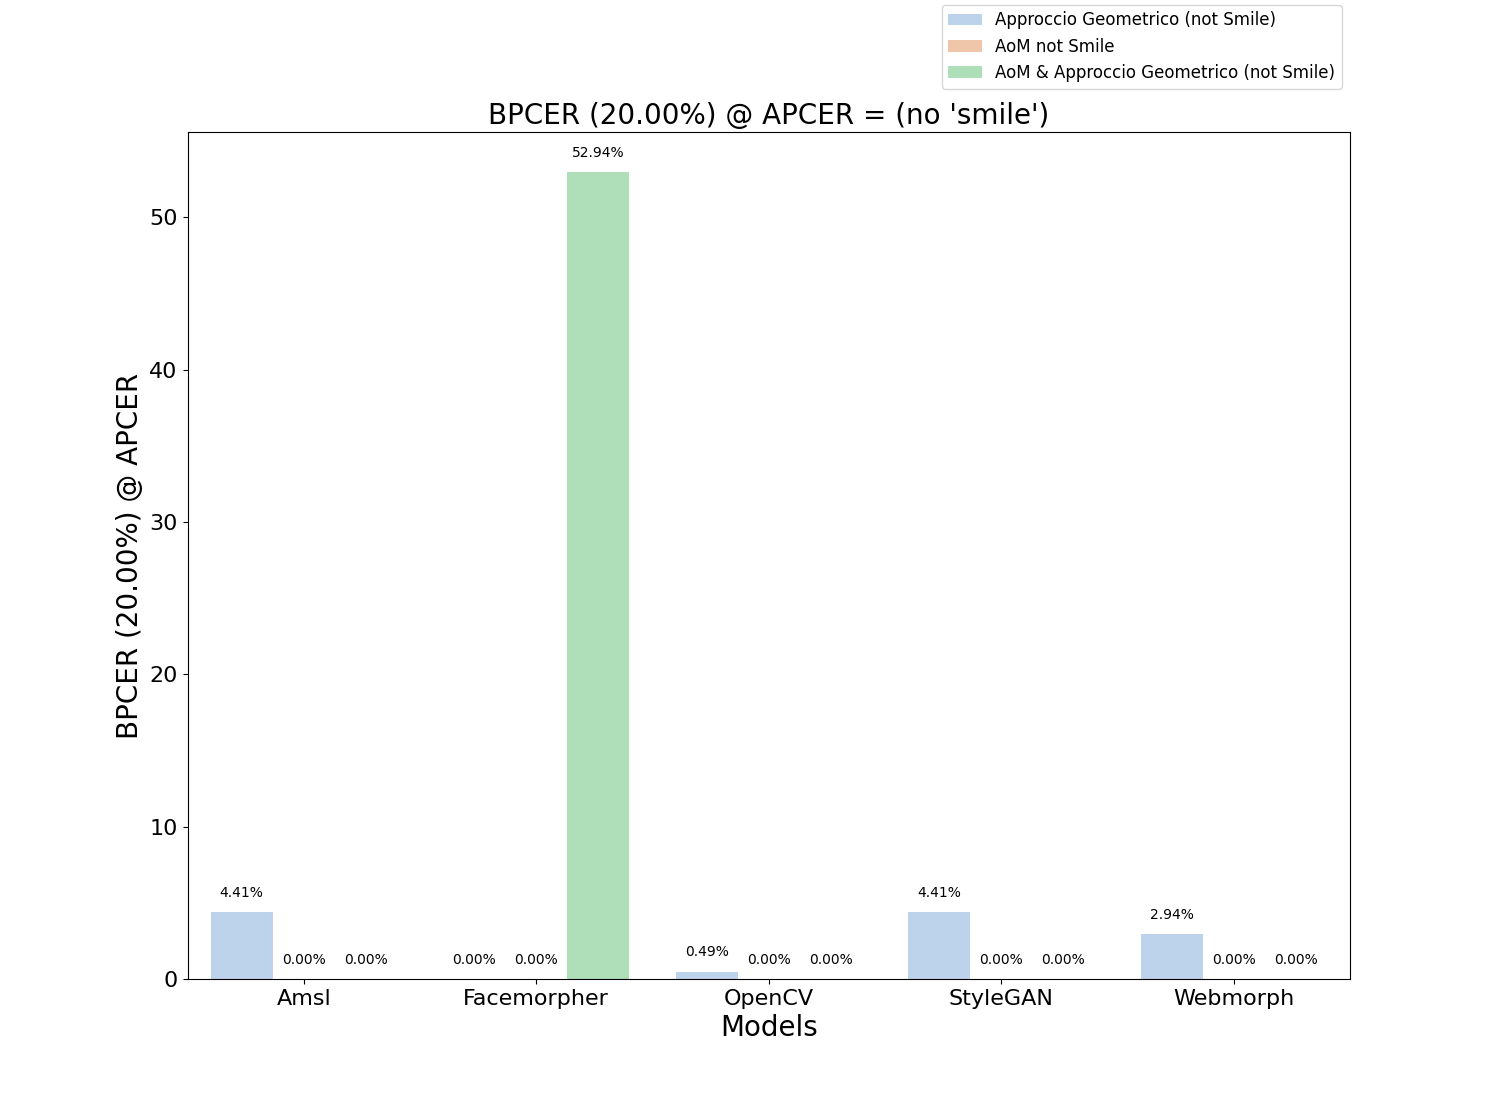 Approccio Geometrico (not Smile)
AoM not Smile
AoM & Approccio Geometrico (not Smile)
BPCER (20.00%) @ APCER = (no 'smile')
BPCER (20.00%) @ APCER
50
40
30
20
10
0
52.94%
4.41%
0.00%
0.00%
0.00%
0.00%
0.49%
0.00%
0.00%
4.41%
0.00%
0.00%
2.94%
0.00%
0.00%
Amsl
Facemorpher
OpenCV
StyleGAN
Webmorph
Models